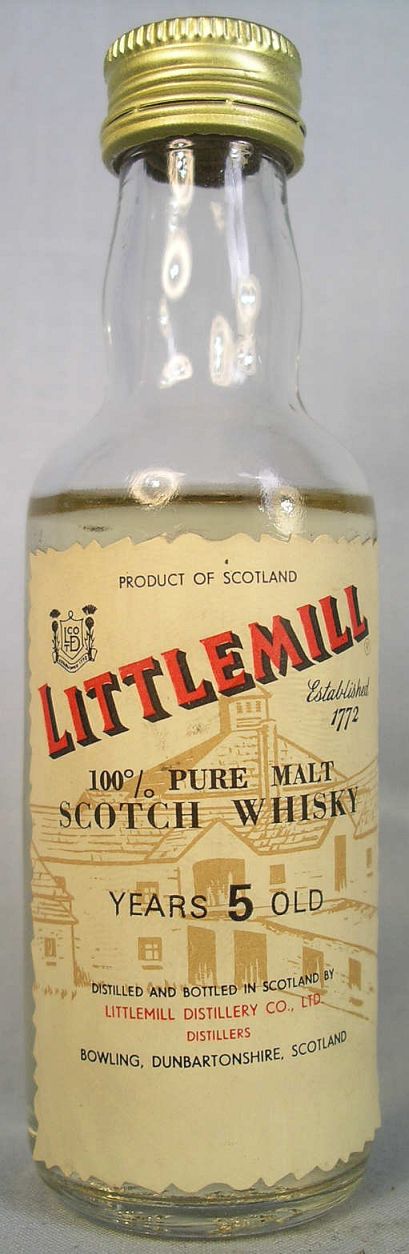 PRODUCT OF SCOTLAND
LITTLEMILL
Established
1772
100% PURE MALT
SCOTCH WHISKY
YEARS 5 OLD
DISTILLED AND BOTTLED IN SCOTLAND BY
LITTLEMILL DISTILLERY CO., LTD.
DISTILLERS
BOWLING, DUNBARTONSHIRE, SCOTLAND